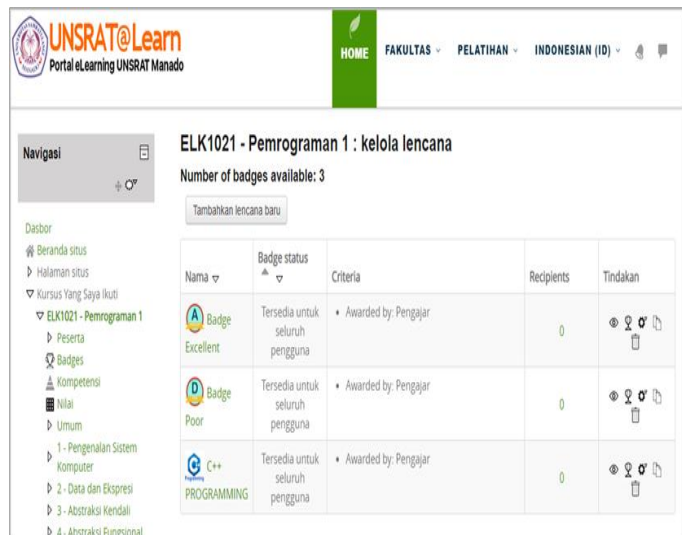 UNSRAT@Learn
Portal eLearning UNSRAT Manado
HOME FAKULTAS PELATIHAN INDONESIAN (ID)
Navigasi
Dasbor
Beranda situs
Halaman situs
Kursus Yang Saya Ikuti
ELK1021 - Pemrograman 1
Peserta
Badges
Kompetensi
Nilai
Umum
1 - Pengenalan Sistem
Komputer
2 - Data dan Ekspresi
3 - Abstraksi Kendali
4 - Abstraksi Fungsional
ELK1021 - Pemrograman 1 : kelola lencana
Number of badges available: 3
Tambahkan lencana baru
Nama
Badge status
Criteria
Recipients
Tindakan
A Badge
Excellent
Tersedia untuk
seluruh
pengguna
Awarded by: Pengajar
0
D Badge
Poor
Tersedia untuk
seluruh
pengguna
Awarded by: Pengajar
0
C++
PROGRAMMING
Tersedia untuk
seluruh
pengguna
Awarded by: Pengajar
0